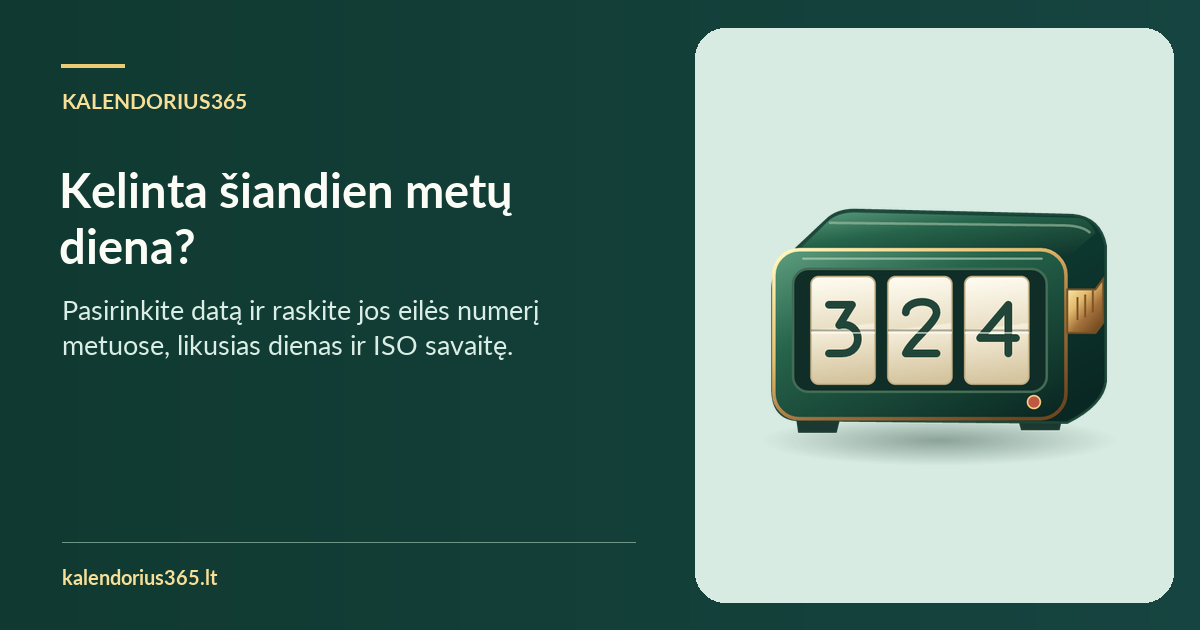 KALENDORIUS365
Kelinta šiandien metų
diena?
Pasirinkite datą ir raskite jos eilės numerį
metuose, likusias dienas ir ISO savaitę.
324
kalendorius365.lt